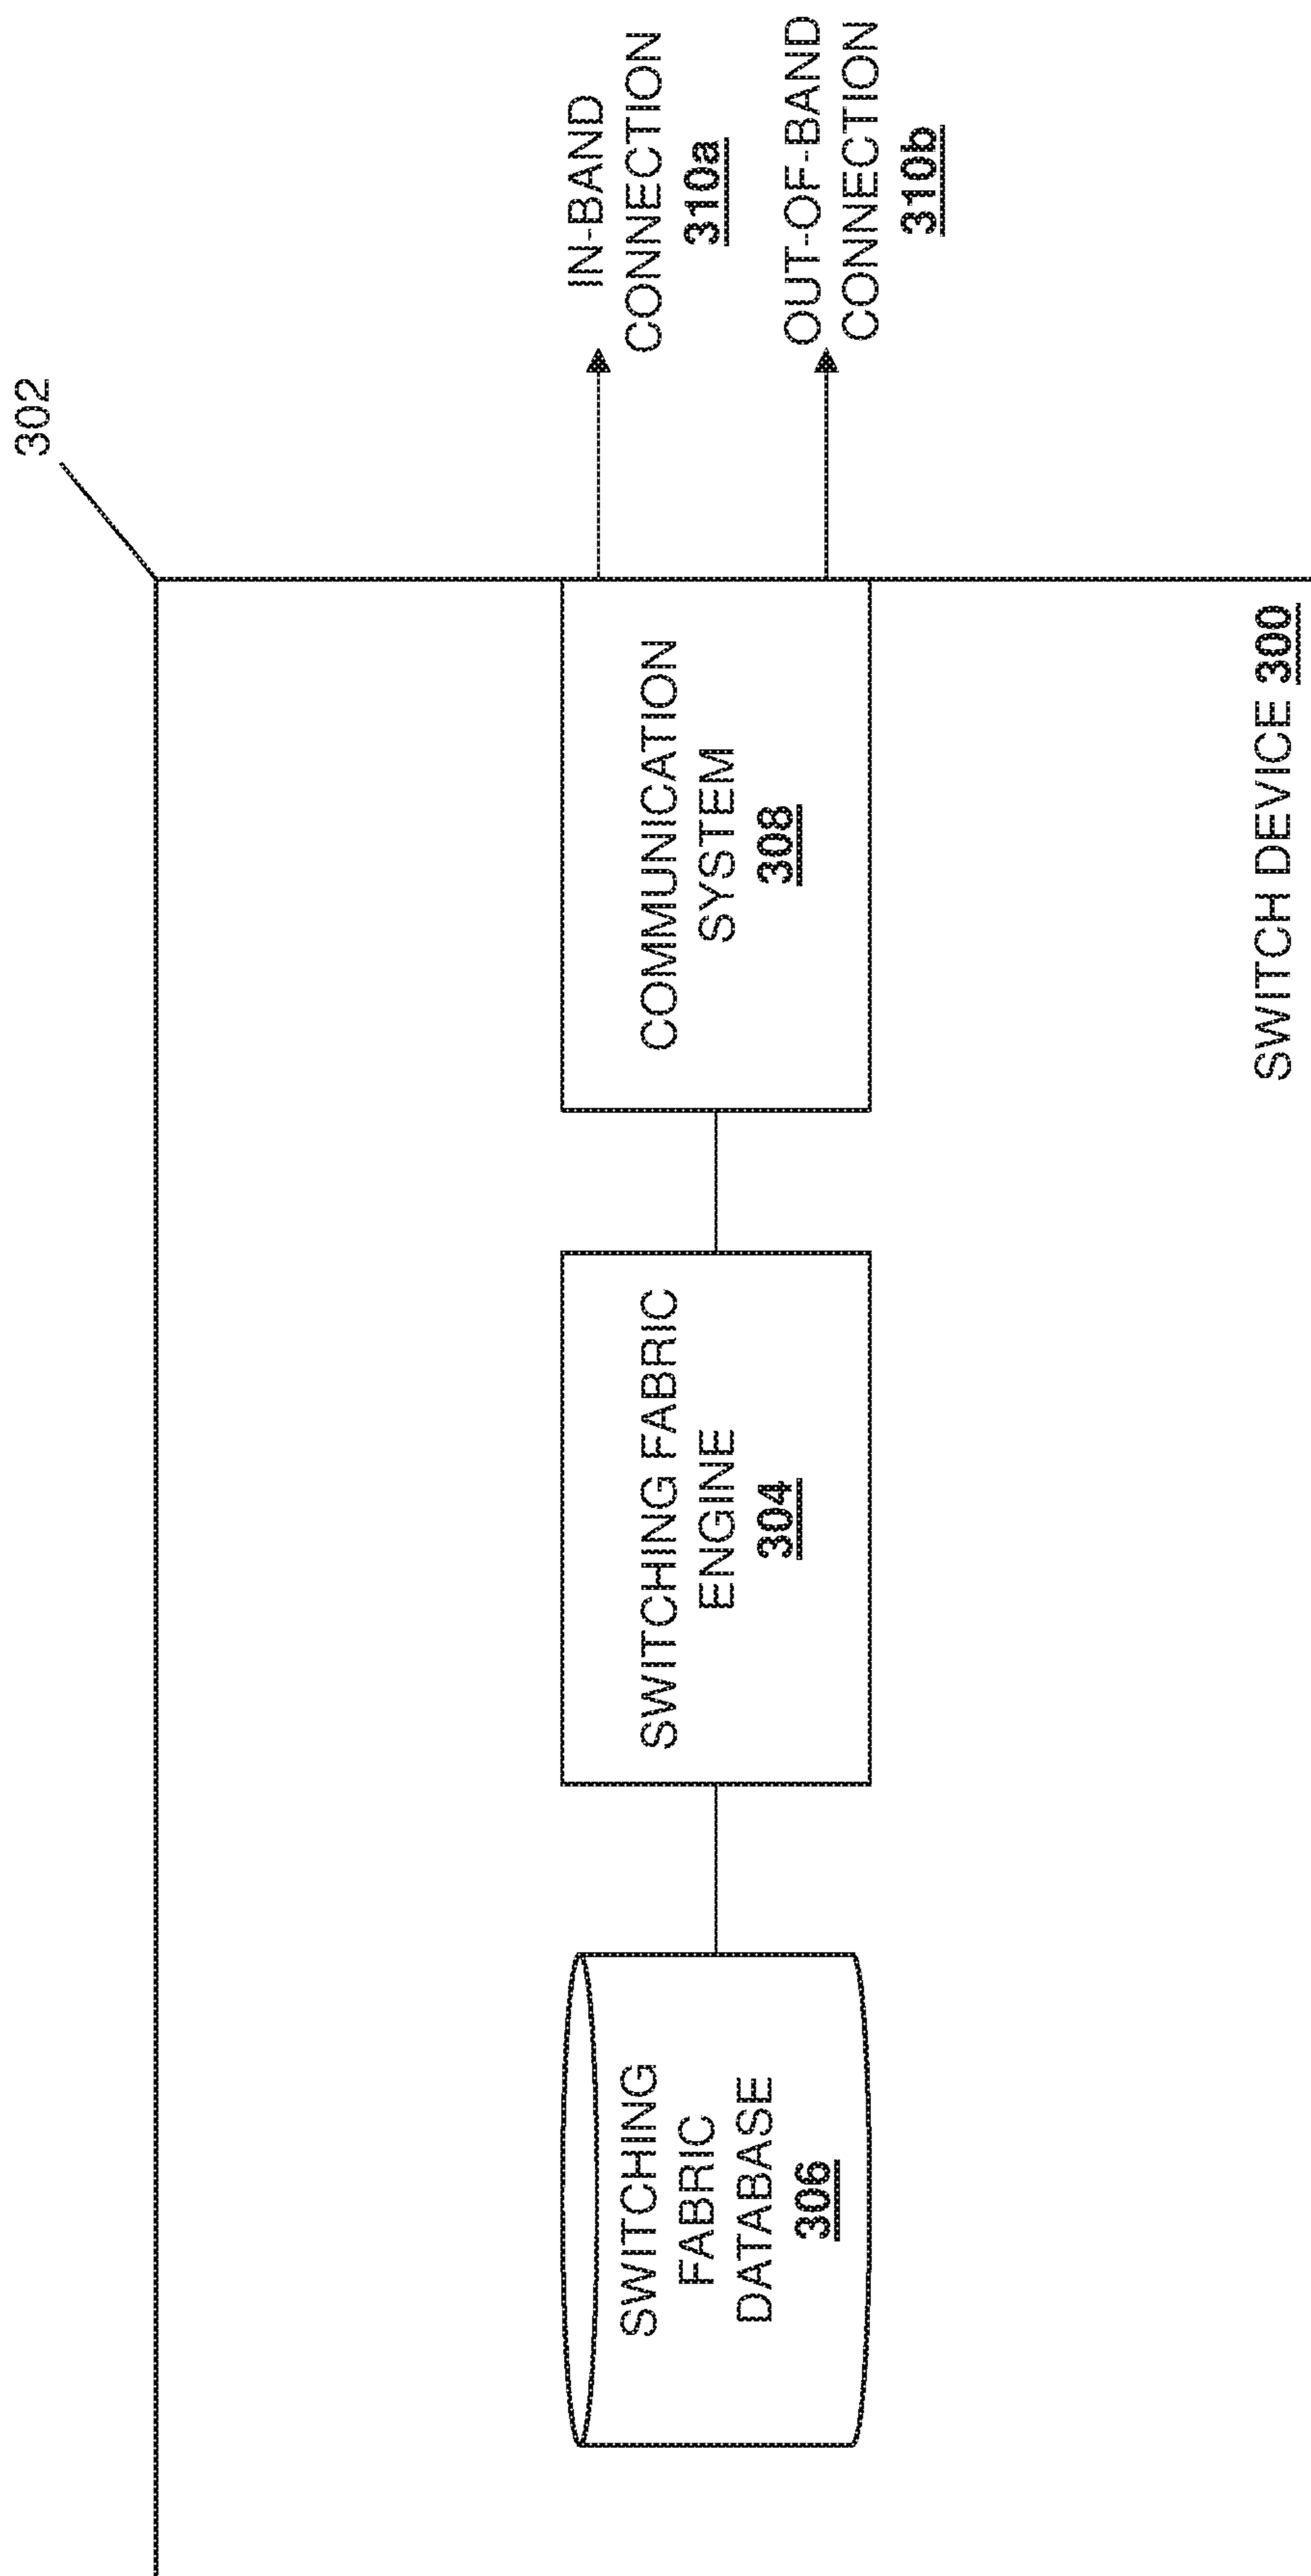 302
SWITCHING
FABRIC
DATABASE
306
SWITCHING FABRIC
ENGINE
304
COMMUNICATION
SYSTEM
308
IN-BAND
CONNECTION
310a
OUT-OF-BAND
CONNECTION
310b
SWITCH DEVICE 300